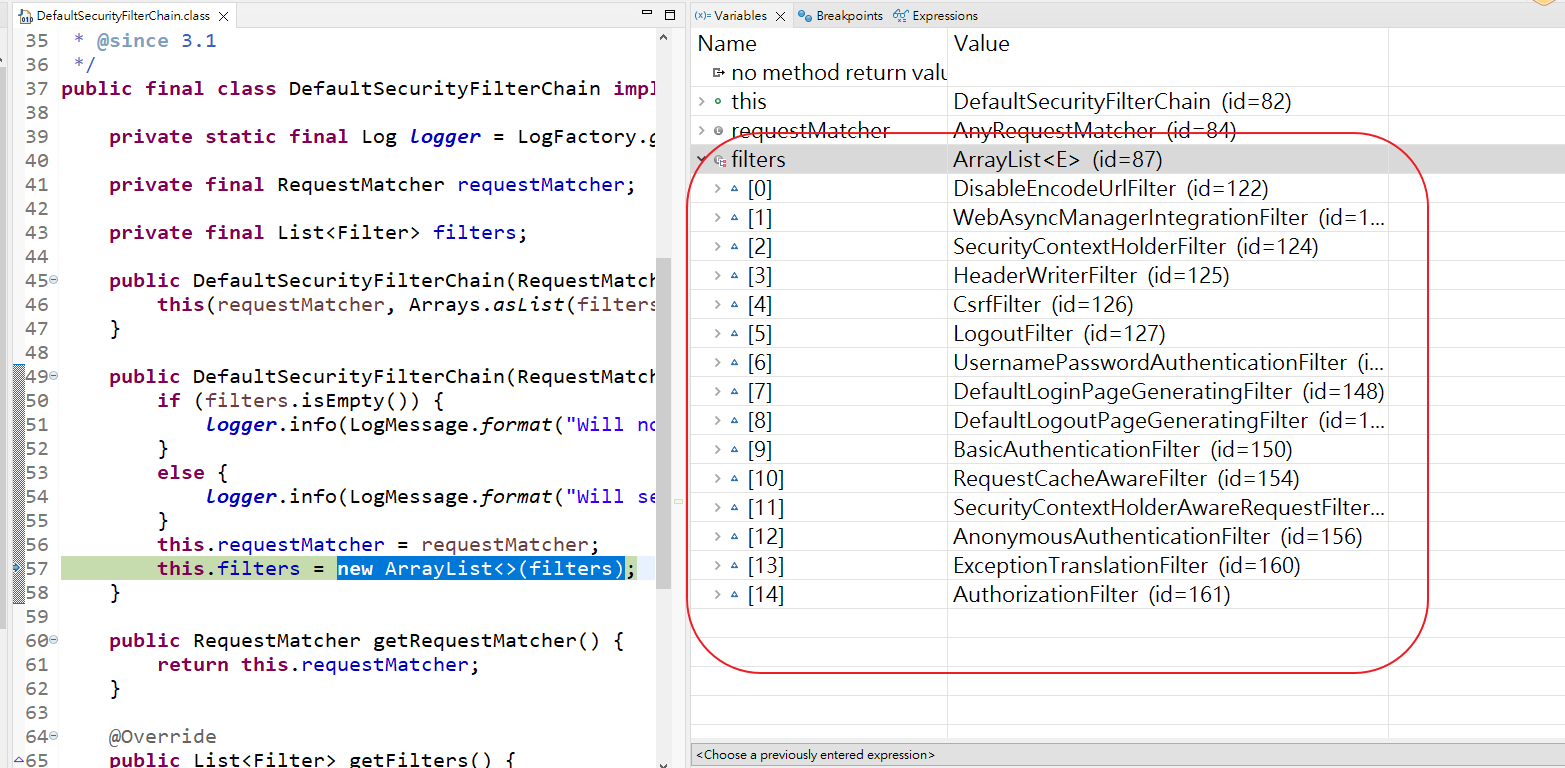 DefaultSecurityFilterChain.class
35 * @since 3.1
36 */
37 public final class DefaultSecurityFilterChain impl
38
39 private static final Log logger = LogFactory.g
40
41 private final RequestMatcher requestMatcher;
42
43 private final List<Filter> filters;
44
45 public DefaultSecurityFilterChain(RequestMatch
46 this(requestMatcher, Arrays.asList(filters
47 }
48
49 public DefaultSecurityFilterChain(RequestMatch
50 if (filters.isEmpty()) {
51 logger.info(LogMessage.format("Will no
52 }
53 else {
54 logger.info(LogMessage.format("Will se
55 }
56 this.requestMatcher = requestMatcher;
57 this.filters = new ArrayList<>(filters);
58 }
59
60 public RequestMatcher getRequestMatcher() {
61 return this.requestMatcher;
62 }
63
64 @Override
65 public List<Filter> getFilters() {
(x)= Variables Breakpoints Expressions
Name Value
no method return valu
this DefaultSecurityFilterChain (id=82)
requestMatcher AnyRequestMatcher (id=84)
filters ArrayList<E> (id=87)
[0] DisableEncodeUrlFilter (id=122)
[1] WebAsyncManagerIntegrationFilter (id=1...
[2] SecurityContextHolderFilter (id=124)
[3] HeaderWriterFilter (id=125)
[4] CsrfFilter (id=126)
[5] LogoutFilter (id=127)
[6] UsernamePasswordAuthenticationFilter (i...
[7] DefaultLoginPageGeneratingFilter (id=148)
[8] DefaultLogoutPageGeneratingFilter (id=1...
[9] BasicAuthenticationFilter (id=150)
[10] RequestCacheAwareFilter (id=154)
[11] SecurityContextHolderAwareRequestFilter...
[12] AnonymousAuthenticationFilter (id=156)
[13] ExceptionTranslationFilter (id=160)
[14] AuthorizationFilter (id=161)
<Choose a previously entered expression>